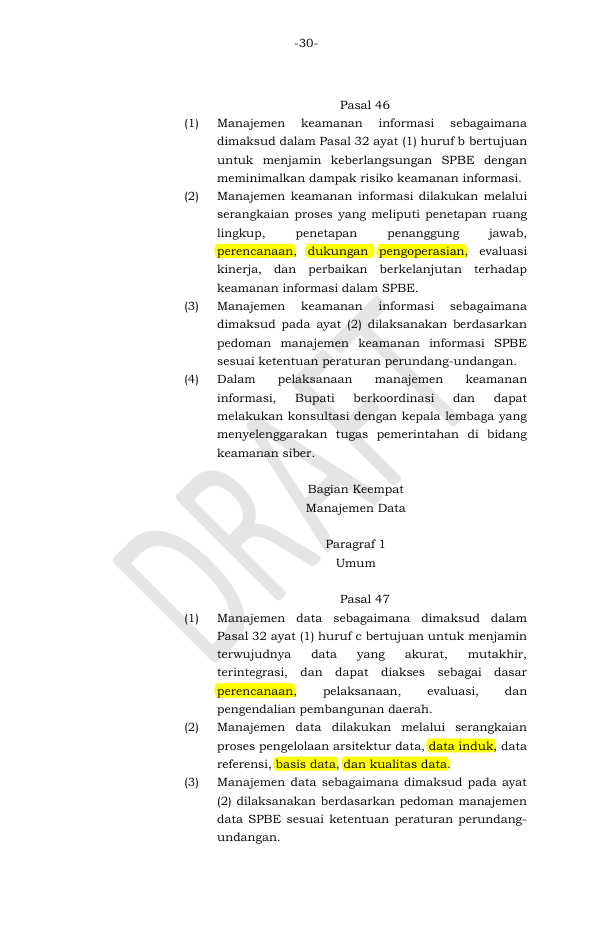 -30-
Pasal 46
(1) Manajemen keamanan informasi sebagaimana
dimaksud dalam Pasal 32 ayat (1) huruf b bertujuan
untuk menjamin keberlangsungan SPBE dengan
meminimalkan dampak risiko keamanan informasi.
(2) Manajemen keamanan informasi dilakukan melalui
serangkaian proses yang meliputi penetapan ruang
lingkup, penetapan penanggung jawab,
perencanaan, dukungan pengoperasian, evaluasi
kinerja, dan perbaikan berkelanjutan terhadap
keamanan informasi dalam SPBE.
(3) Manajemen keamanan informasi sebagaimana
dimaksud pada ayat (2) dilaksanakan berdasarkan
pedoman manajemen keamanan informasi SPBE
sesuai ketentuan peraturan perundang-undangan.
(4) Dalam pelaksanaan manajemen keamanan
informasi, Bupati berkoordinasi dan dapat
melakukan konsultasi dengan kepala lembaga yang
menyelenggarakan tugas pemerintahan di bidang
keamanan siber.
Bagian Keempat
Manajemen Data
Paragraf 1
Umum
Pasal 47
(1) Manajemen data sebagaimana dimaksud dalam
Pasal 32 ayat (1) huruf c bertujuan untuk menjamin
terwujudnya data yang akurat, mutakhir,
terintegrasi, dan dapat diakses sebagai dasar
perencanaan, pelaksanaan, evaluasi, dan
pengendalian pembangunan daerah.
(2) Manajemen data dilakukan melalui serangkaian
proses pengelolaan arsitektur data, data induk, data
referensi, basis data, dan kualitas data.
(3) Manajemen data sebagaimana dimaksud pada ayat
(2) dilaksanakan berdasarkan pedoman manajemen
data SPBE sesuai ketentuan peraturan perundang-
undangan.
DRAFT